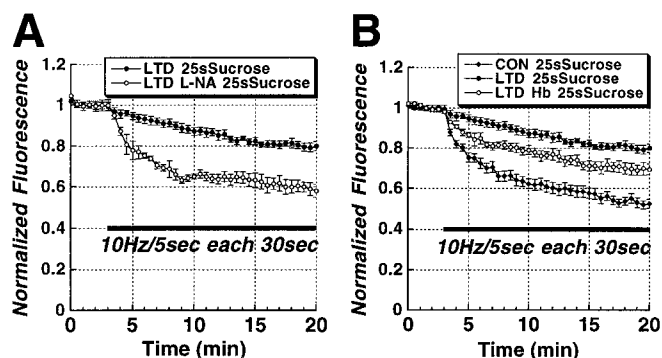 A
LTD 25sSucrose
LTD L-NA 25sSucrose
Normalized Fluorescence
1.2
1
0.8
0.6
0.4
0.2
0
10Hz/5sec each 30sec
0 5 10 15 20
Time (min)
B
CON 25sSucrose
LTD 25sSucrose
LTD Hb 25sSucrose
Normalized Fluorescence
1.2
1
0.8
0.6
0.4
0.2
0
10Hz/5sec each 30sec
0 5 10 15 20
Time (min)